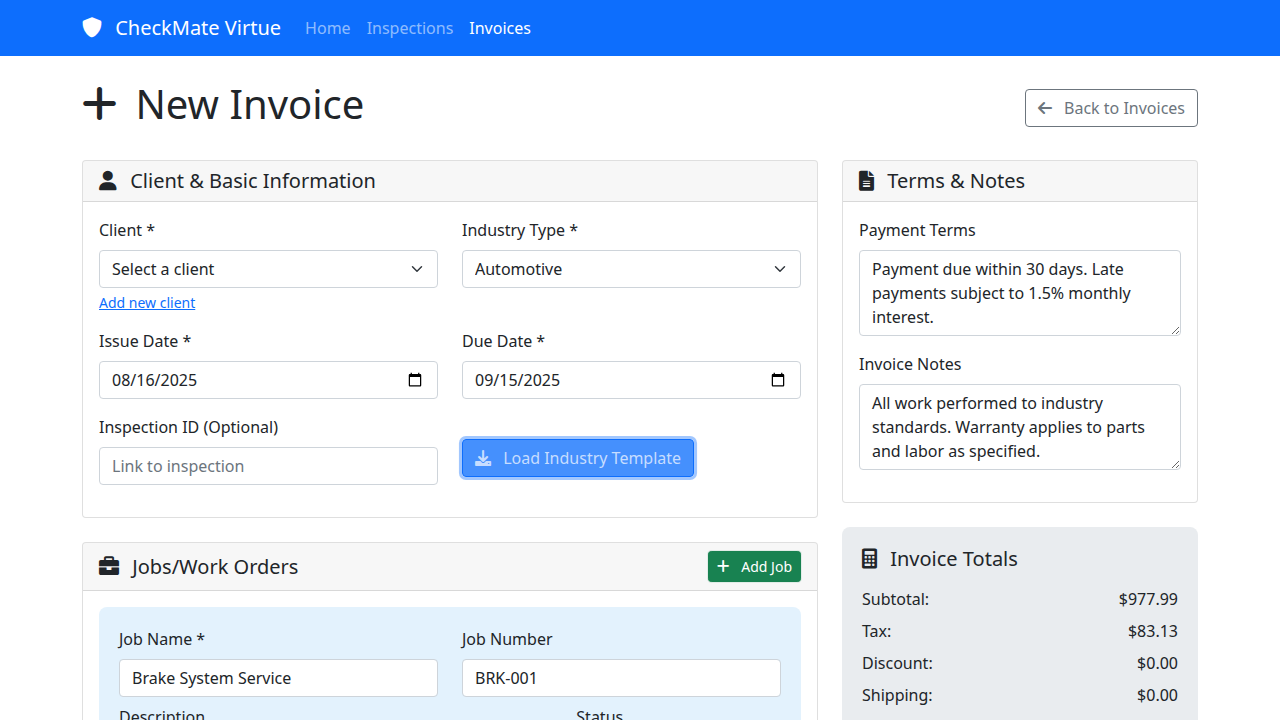 CheckMate Virtue
Home
Inspections
Invoices
New Invoice
Back to Invoices
Client & Basic Information
Client *
Select a client
Add new client
Industry Type *
Automotive
Issue Date *
08/16/2025
Due Date *
09/15/2025
Inspection ID (Optional)
Link to inspection
Load Industry Template
Jobs/Work Orders
Add Job
Job Name *
Brake System Service
Job Number
BRK-001
Description
Status
Terms & Notes
Payment Terms
Payment due within 30 days. Late
payments subject to 1.5% monthly
interest.
Invoice Notes
All work performed to industry
standards. Warranty applies to parts
and labor as specified.
Invoice Totals
Subtotal: $977.99
Tax: $83.13
Discount: $0.00
Shipping: $0.00